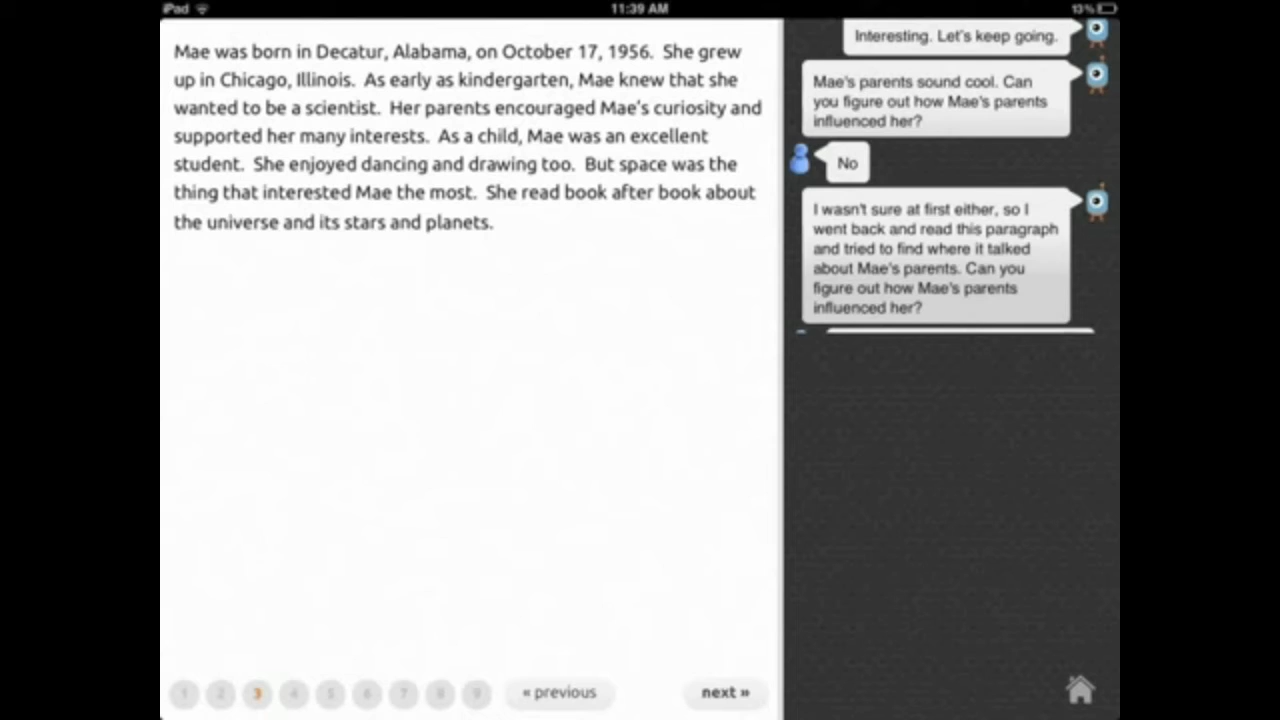 iPad 11:39 AM 13%
Mae was born in Decatur, Alabama, on October 17, 1956. She grew
up in Chicago, Illinois. As early as kindergarten, Mae knew that she
wanted to be a scientist. Her parents encouraged Mae's curiosity and
supported her many interests. As a child, Mae was an excellent
student. She enjoyed dancing and drawing too. But space was the
thing that interested Mae the most. She read book after book about
the universe and its stars and planets.
Interesting. Let's keep going.
Mae's parents sound cool. Can
you figure out how Mae's parents
influenced her?
No
I wasn't sure at first either, so I
went back and read this paragraph
and tried to find where it talked
about Mae's parents. Can you
figure out how Mae's parents
influenced her?
1 2 3 4 5 6 7 8 9 « previous next »